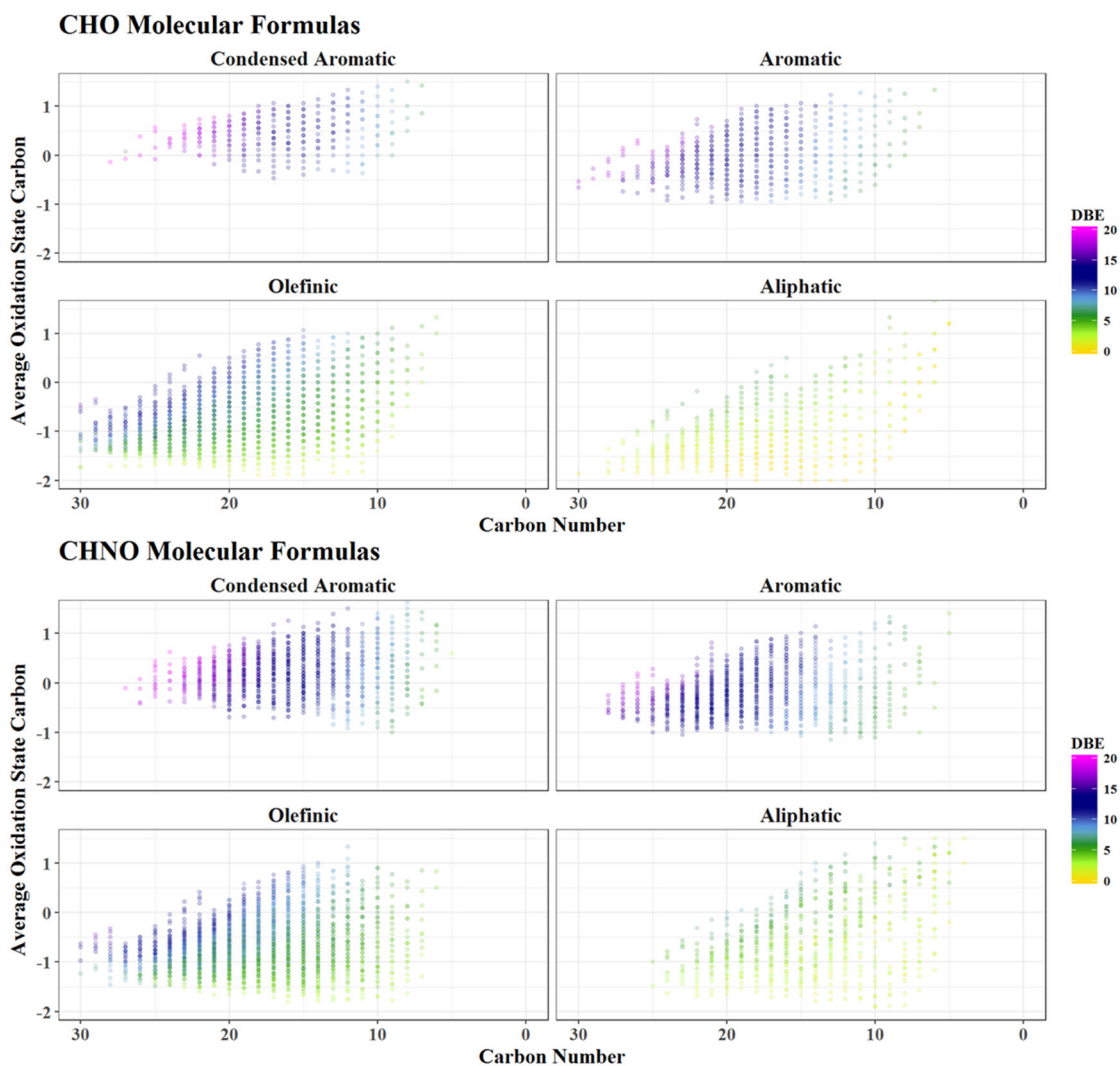 CHO Molecular Formulas
Condensed Aromatic
Aromatic
1
0
-1
-2
Olefinic
Aliphatic
1
0
-1
-2
30
20
10
0
30
20
10
0
Average Oxidation State Carbon
Carbon Number
DBE
20
15
10
5
0
CHNO Molecular Formulas
Condensed Aromatic
Aromatic
1
0
-1
-2
Olefinic
Aliphatic
1
0
-1
-2
30
20
10
0
30
20
10
0
Average Oxidation State Carbon
Carbon Number
DBE
20
15
10
5
0